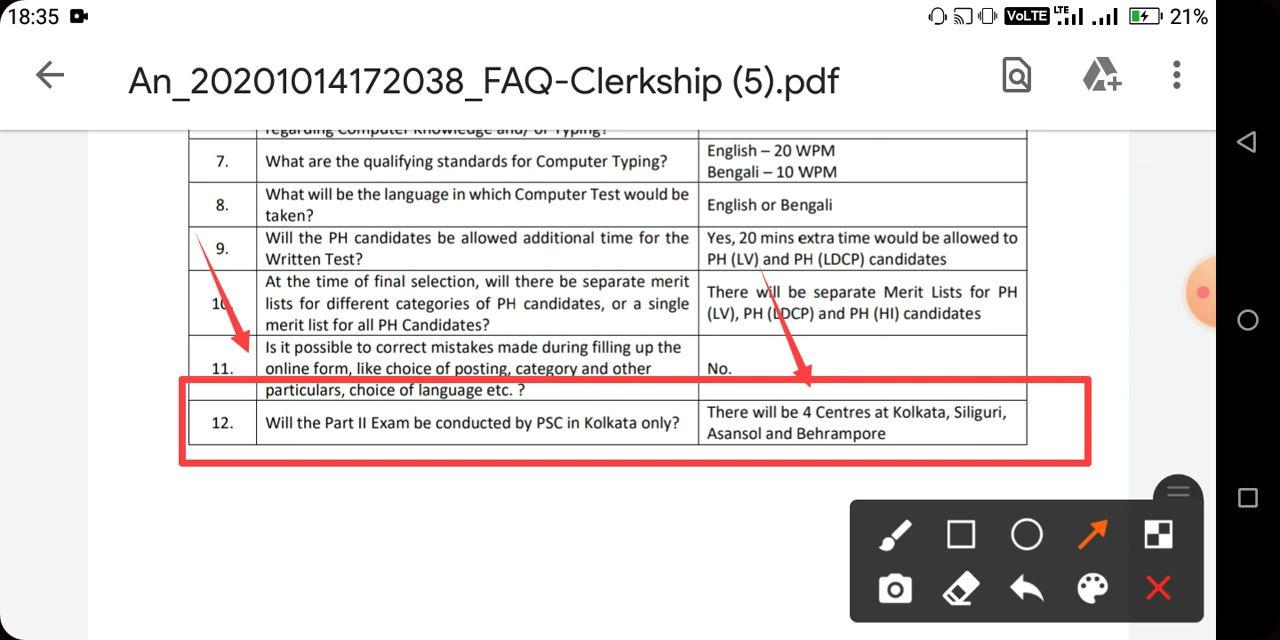 18:35
VoLTE LTE 21%
An_20201014172038_FAQ-Clerkship (5).pdf
regarding Computer Knowledge and/ or Typing?
7. What are the qualifying standards for Computer Typing? English – 20 WPM
Bengali – 10 WPM
8. What will be the language in which Computer Test would be
taken? English or Bengali
9. Will the PH candidates be allowed additional time for the
Written Test? Yes, 20 mins extra time would be allowed to
PH (LV) and PH (LDCP) candidates
10. At the time of final selection, will there be separate merit
lists for different categories of PH candidates, or a single
merit list for all PH Candidates? There will be separate Merit Lists for PH
(LV), PH (LDCP) and PH (HI) candidates
11. Is it possible to correct mistakes made during filling up the
online form, like choice of posting, category and other
particulars, choice of language etc. ? No.
12. Will the Part II Exam be conducted by PSC in Kolkata only? There will be 4 Centres at Kolkata, Siliguri,
Asansol and Behrampore